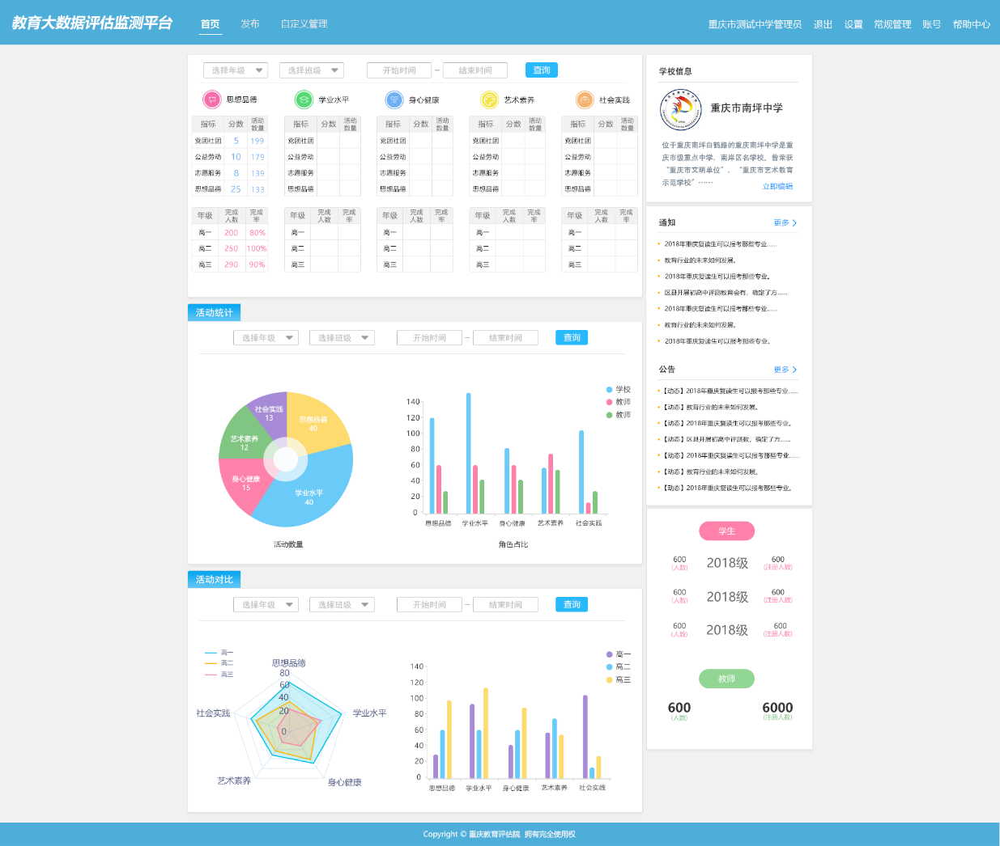 教育大数据评估监测平台 首页 发布 自定义管理 重庆市测试中学管理员 退出 设置 常规管理 账号 帮助中心
选择年级 选择班级 开始时间 – 结束时间 查询
思想品德 学业水平 身心健康 艺术素养 社会实践
指标 分数 活动数量 指标 分数 活动数量 指标 分数 活动数量 指标 分数 活动数量 指标 分数 活动数量
党团社团 5 199 党团社团 党团社团 党团社团 党团社团
公益劳动 10 179 公益劳动 公益劳动 公益劳动 公益劳动
志愿服务 8 139 志愿服务 志愿服务 志愿服务 志愿服务
思想品德 25 133 思想品德 思想品德 思想品德 思想品德
年级 完成人数 完成率 年级 完成人数 完成率 年级 完成人数 完成率 年级 完成人数 完成率 年级 完成人数 完成率
高一 200 80% 高一 高一 高一 高一
高二 250 100% 高二 高二 高二 高二
高三 290 90% 高三 高三 高三 高三
活动统计
选择年级 选择班级 开始时间 – 结束时间 查询
社会实践
13
思想品德
40
艺术素养
12
身心健康
15
学业水平
40
活动数量
学校
教师
教师
140
120
100
80
60
40
20
0
思想品德 学业水平 身心健康 艺术素养 社会实践
角色占比
活动对比
选择年级 选择班级 开始时间 – 结束时间 查询
高一
高二
高三
思想品德
80
60
40
20
0
社会实践 学业水平
艺术素养 身心健康
高一
高二
高三
140
120
100
80
60
40
20
0
思想品德 学业水平 身心健康 艺术素养 社会实践
学校信息
重庆市南坪中学
位于重庆南坪白鹤路的重庆南坪中学是重
庆市级重点中学、南岸区名学校，曾荣获
“重庆市文明单位”、“重庆市艺术教育
示范学校”……
立即编辑
通知 更多
2018年重庆复读生可以报考那些专业......
教育行业的未来如何发展。
2018年重庆复读生可以报考那些专业。
区县开展初高中评测教育会有，确定了方......
2018年重庆复读生可以报考那些专业......
教育行业的未来如何发展。
2018年重庆复读生可以报考那些专业。
公告 更多
【动态】2018年重庆复读生可以报考那些专业......
【动态】教育行业的未来如何发展。
【动态】2018年重庆复读生可以报考那些专业。
【动态】区县开展初高中评测教，确定了方......
【动态】2018年重庆复读生可以报考那些专业......
【动态】教育行业的未来如何发展。
【动态】2018年重庆复读生可以报考那些专业。
学生
600 2018级 600
(人数) (注册人数)
600 2018级 600
(人数) (注册人数)
600 2018级 600
(人数) (注册人数)
教师
600 6000
(人数) (注册人数)
Copyright © 重庆教育评估院 拥有完全使用权